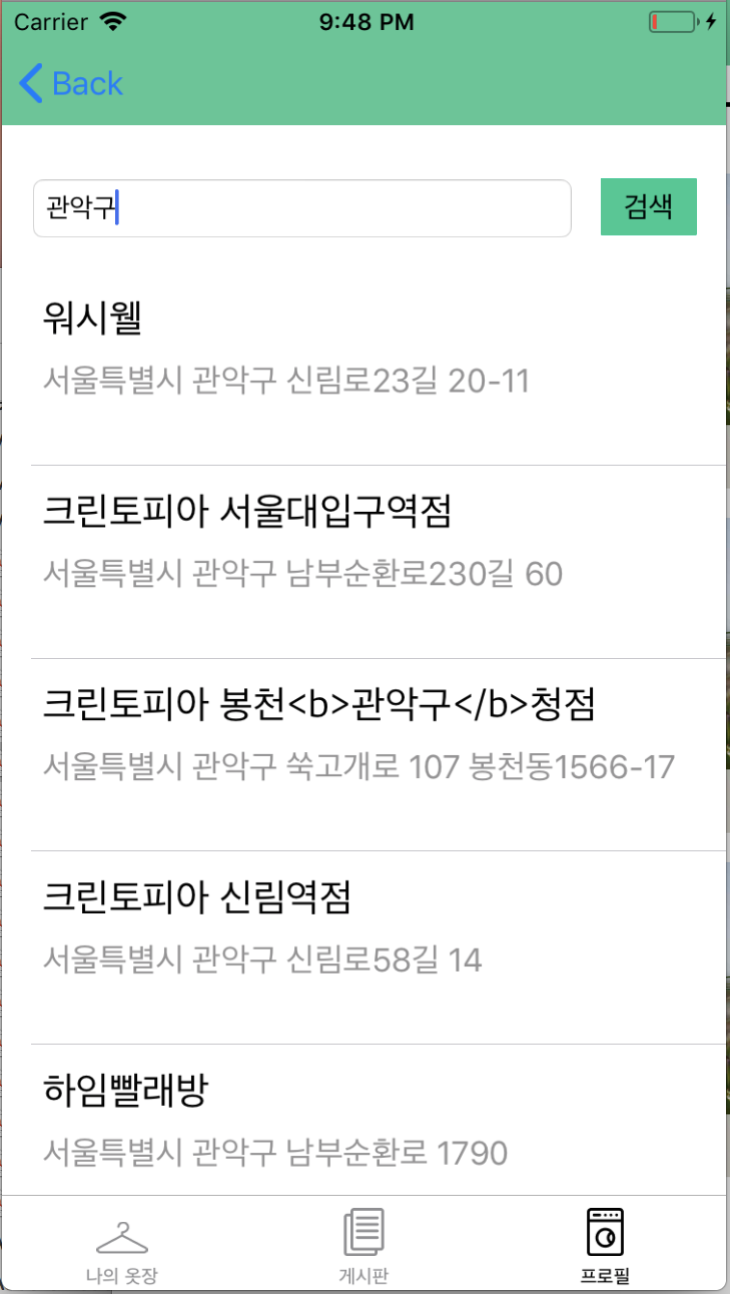 Carrier 9:48 PM
Back
관악구 검색
워시웰
서울특별시 관악구 신림로23길 20-11
크린토피아 서울대입구역점
서울특별시 관악구 남부순환로230길 60
크린토피아 봉천<b>관악구</b>청점
서울특별시 관악구 쑥고개로 107 봉천동1566-17
크린토피아 신림역점
서울특별시 관악구 신림로58길 14
하임빨래방
서울특별시 관악구 남부순환로 1790
나의 옷장 게시판 프로필